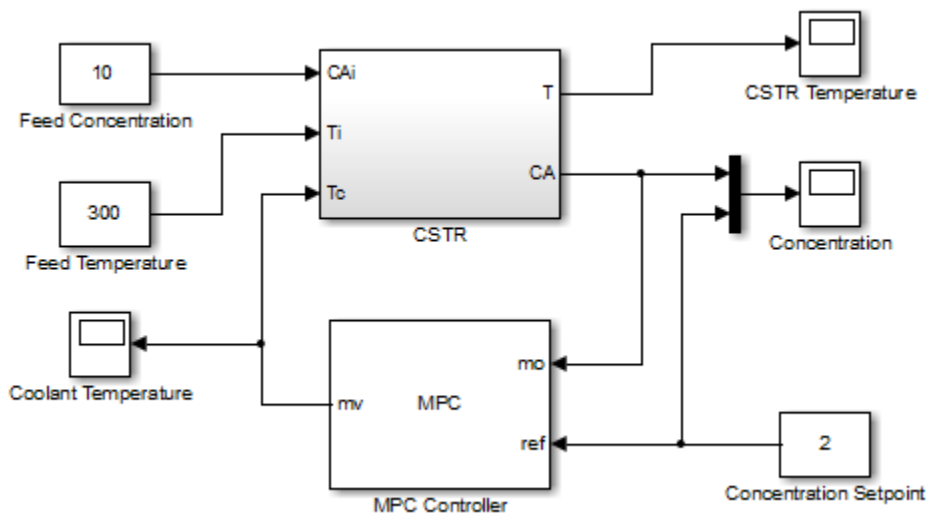 10
Feed Concentration
300
Feed Temperature
CAi
Ti
Tc
T
CA
CSTR
CSTR Temperature
Concentration
Coolant Temperature
mv
MPC
mo
ref
MPC Controller
2
Concentration Setpoint